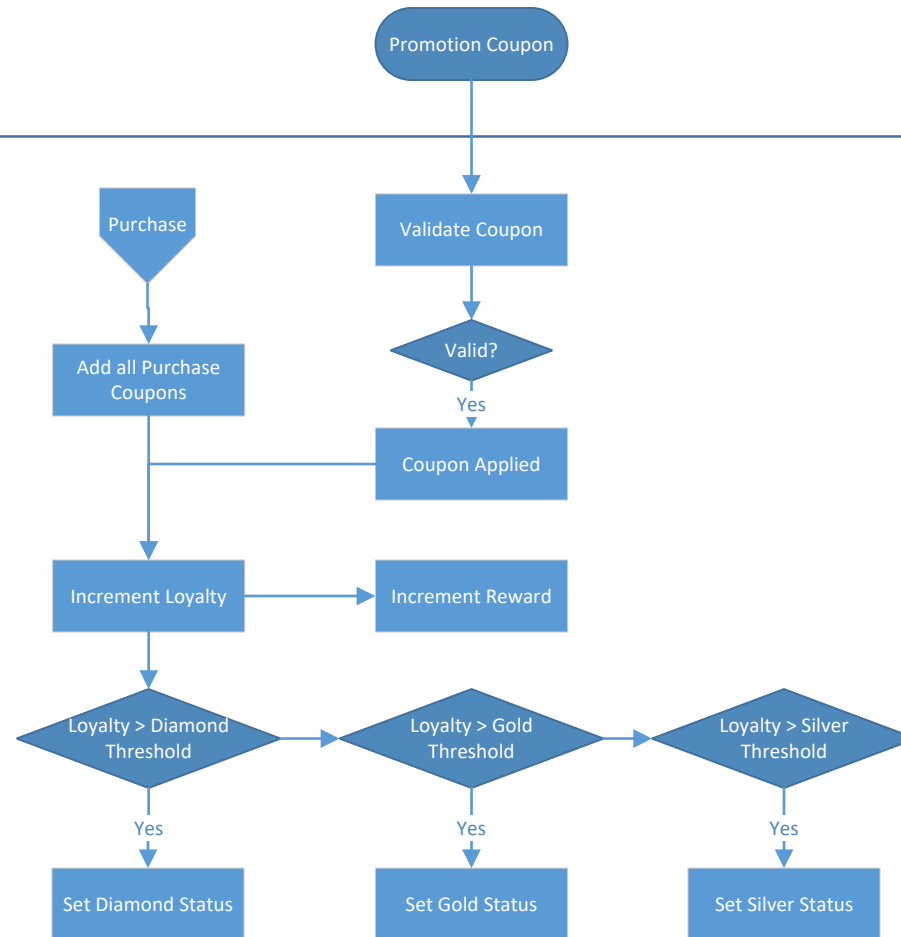 Promotion Coupon
Purchase
Validate Coupon
Valid?
Add all Purchase
Coupons
Yes
Coupon Applied
Increment Loyalty
Increment Reward
Loyalty > Diamond
Threshold
Loyalty > Gold
Threshold
Loyalty > Silver
Threshold
Yes
Yes
Yes
Set Diamond Status
Set Gold Status
Set Silver Status